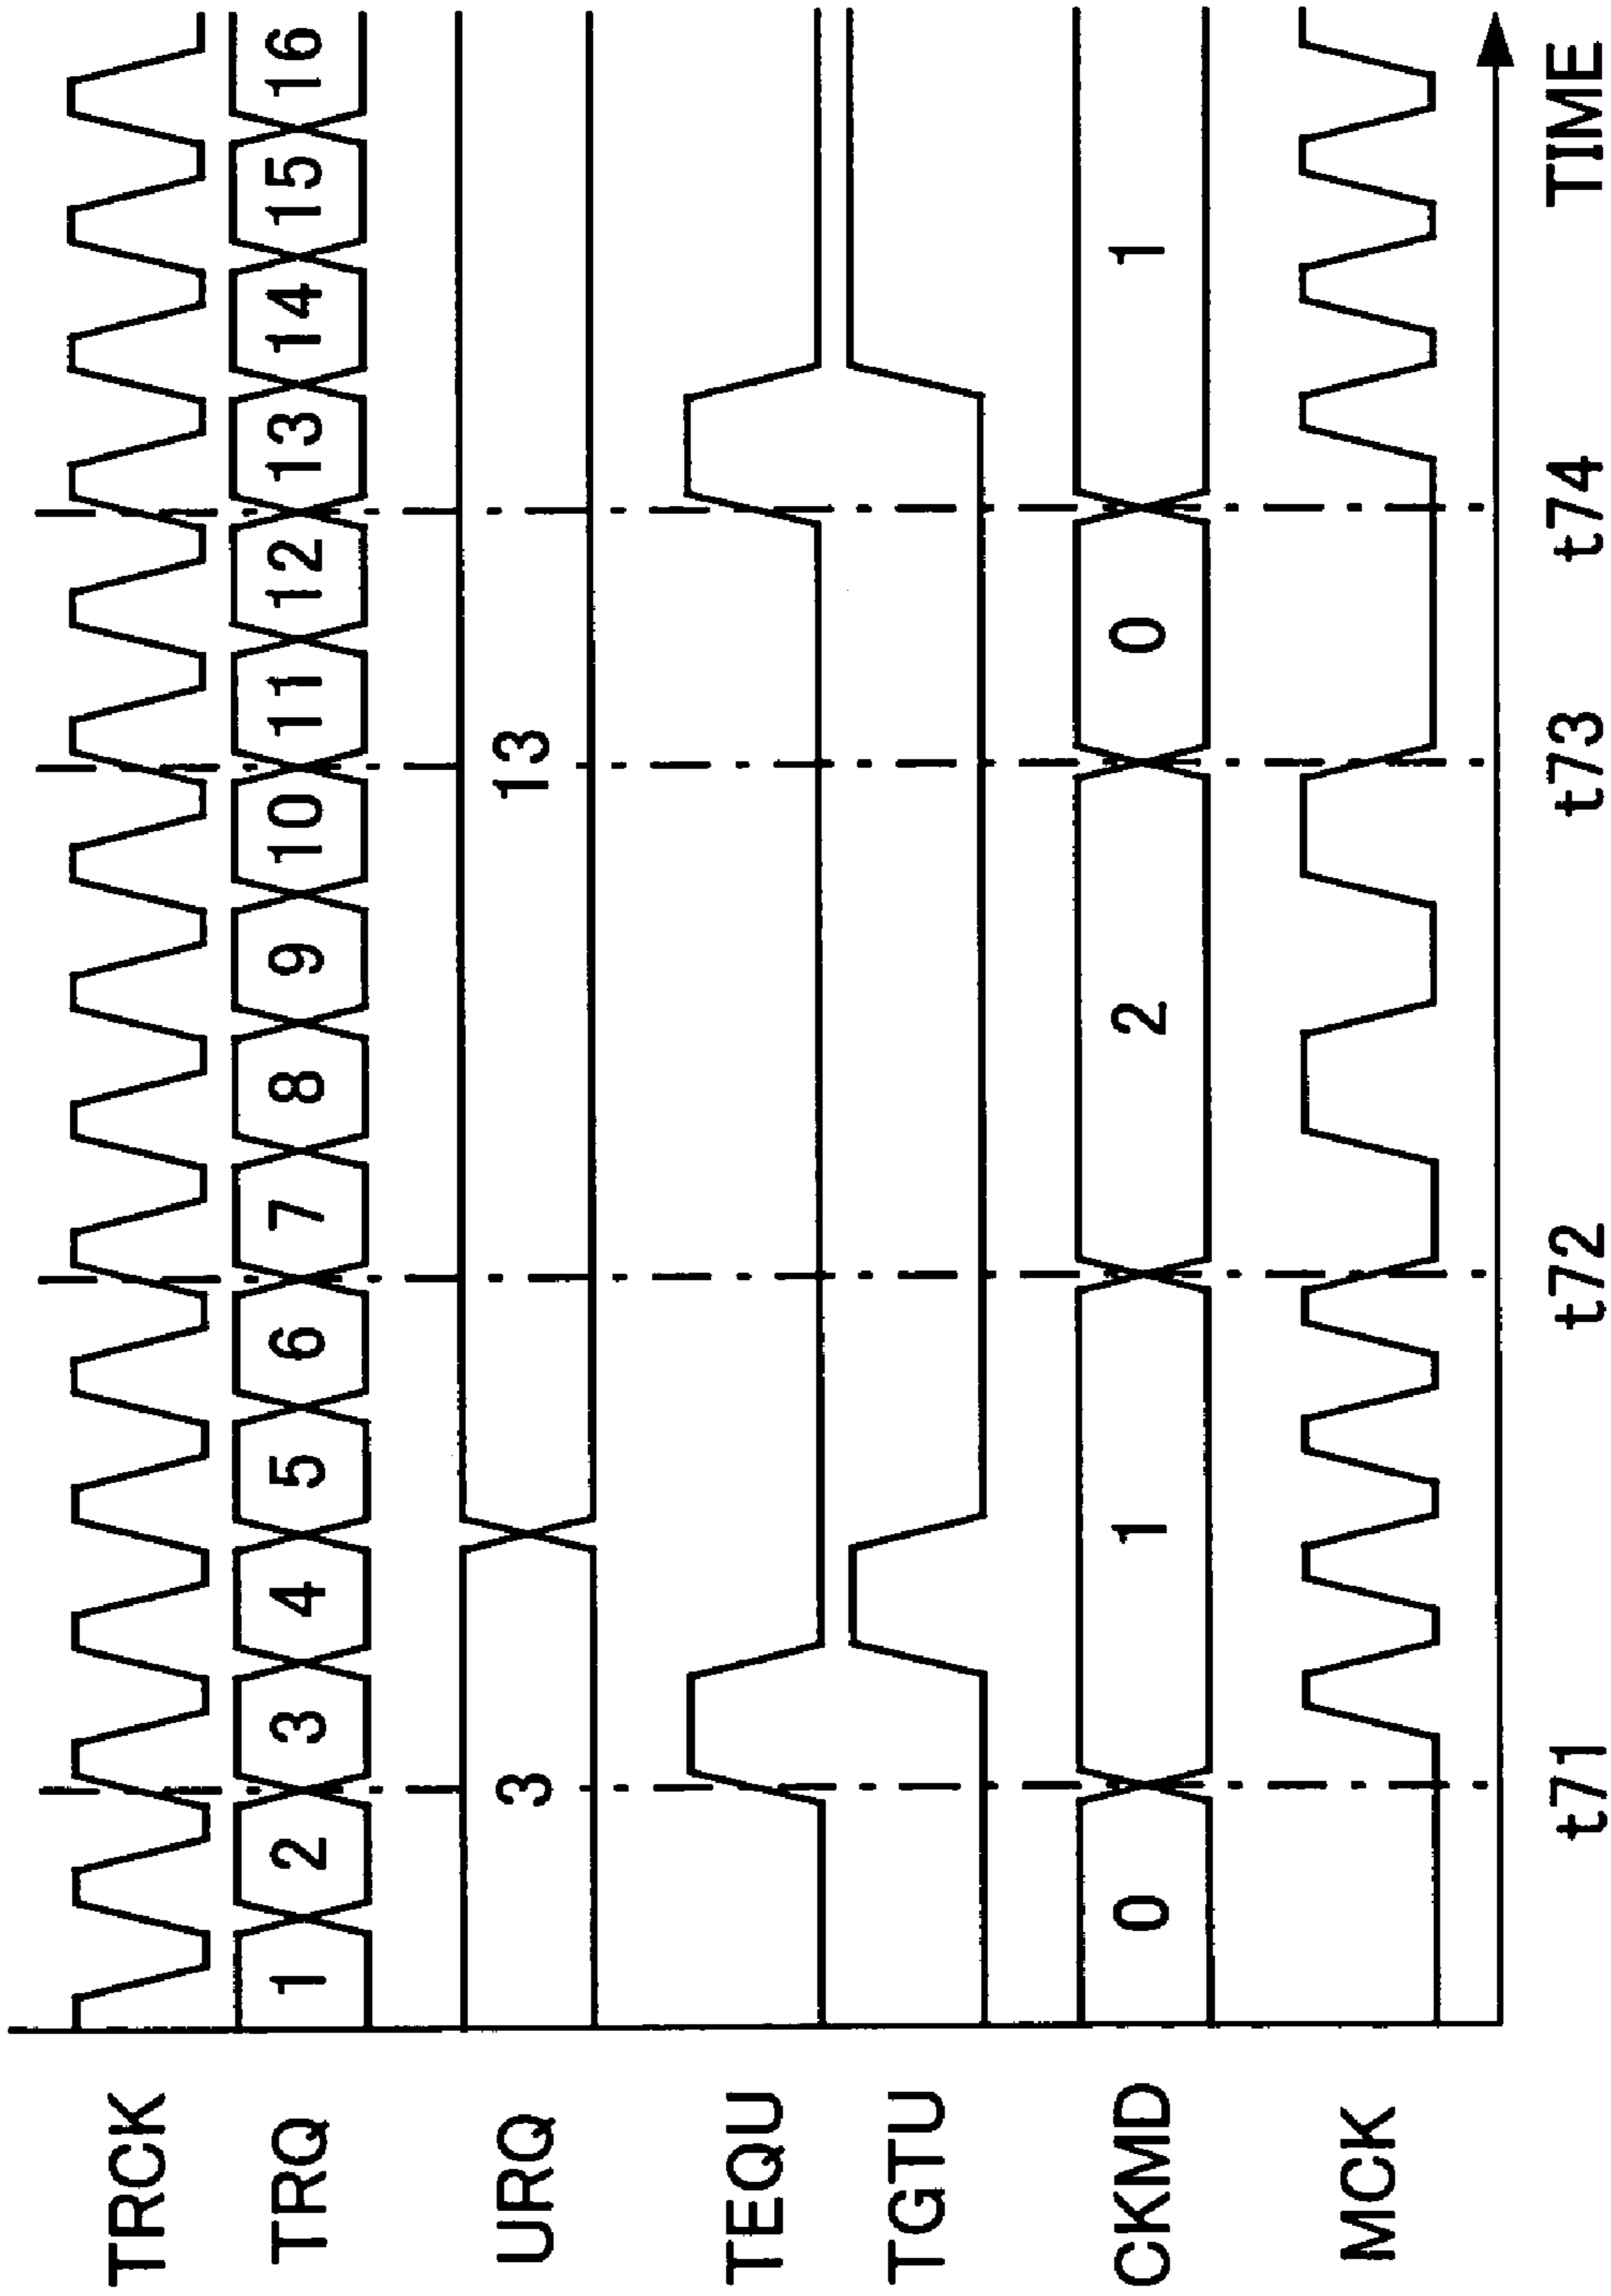 TRCK
TRQ 1 2 3 4 5 6 7 8 9 10 11 12 13 14 15 16
URQ 3 13
TEQU
TGTU
CKMD 0 1 2 0 1
MCK
t71 t72 t73 t74 TIME